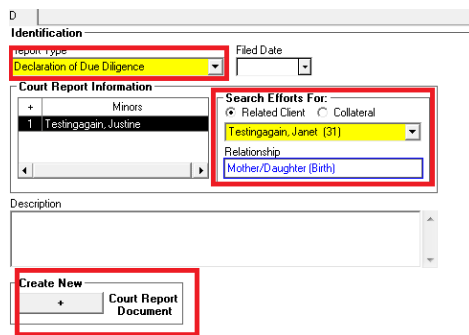 D
Identification
Report Type Filed Date
Declaration of Due Diligence
Court Report Information
+ Minors
1 Testingagain, Justine
Search Efforts For:
Related Client Collateral
Testingagain, Janet (31)
Relationship
Mother/Daughter (Birth)
Description
Create New
+ Court Report
Document